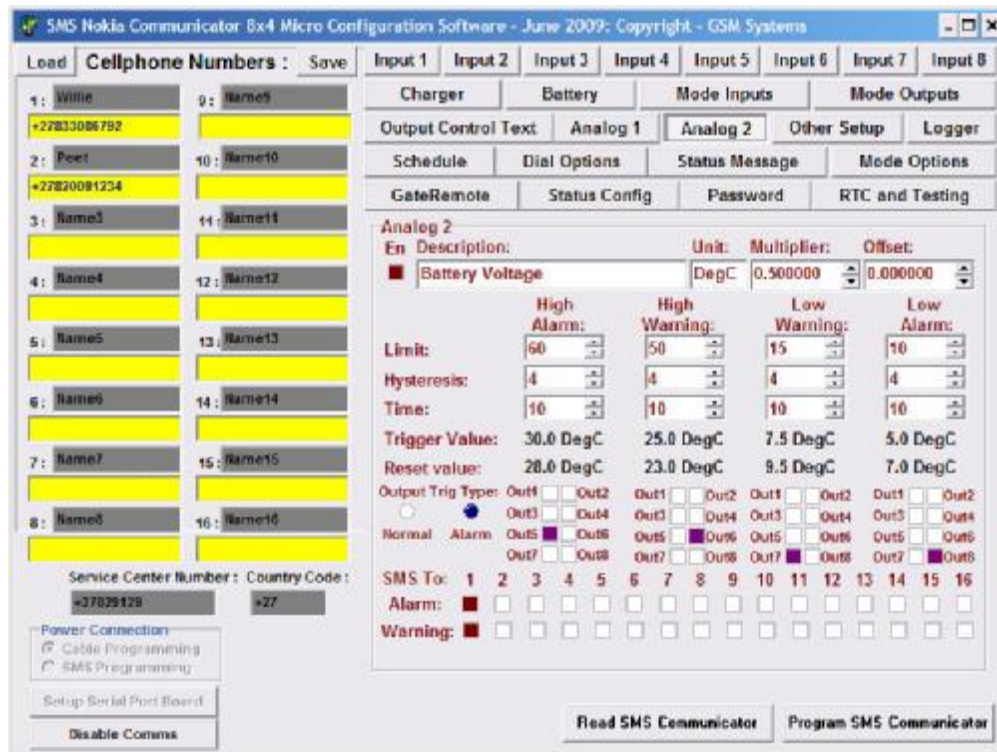 SMS Nokia Communicator 8x4 Micro Configuration Software - June 2009: Copyright - GSM Systems
Load Cellphone Numbers : Save
1: Willie 9: Name9
+27833086792
2: Peet 10: Name10
+27820091234
3: Name3 11: Name11
4: Name4 12: Name12
5: Name5 13: Name13
6: Name6 14: Name14
7: Name7 15: Name15
8: Name8 16: Name16
Service Center Number : Country Code :
+27829129 +27
Power Connection
Cable Programming
SMS Programming
Setup Serial Port Board
Disable Comms
Input 1 Input 2 Input 3 Input 4 Input 5 Input 6 Input 7 Input 8
Charger Battery Mode Inputs Mode Outputs
Output Control Text Analog 1 Analog 2 Other Setup Logger
Schedule Dial Options Status Message Mode Options
GateRemote Status Config Password RTC and Testing
Analog 2
En Description: Unit: Multiplier: Offset:
Battery Voltage DegC 0.500000 0.000000
High Alarm: High Warning: Low Warning: Low Alarm:
Limit: 60 50 15 10
Hysteresis: 4 4 4 4
Time: 10 10 10 10
Trigger Value: 30.0 DegC 25.0 DegC 7.5 DegC 5.0 DegC
Reset value: 28.0 DegC 23.0 DegC 9.5 DegC 7.0 DegC
Output Trig Type: Out1 Out2 Out1 Out2 Out1 Out2 Out1 Out2
Out3 Out4 Out3 Out4 Out3 Out4 Out3 Out4
Normal Alarm Out5 Out6 Out5 Out6 Out5 Out6 Out5 Out6
Out7 Out8 Out7 Out8 Out7 Out8 Out7 Out8
SMS To: 1 2 3 4 5 6 7 8 9 10 11 12 13 14 15 16
Alarm:
Warning:
Read SMS Communicator Program SMS Communicator